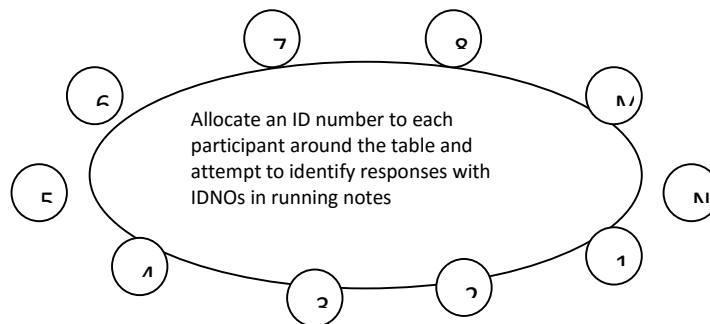 7
8
6
M
Allocate an ID number to each
participant around the table and
attempt to identify responses with
IDNOs in running notes
5
N
4
1
3
2